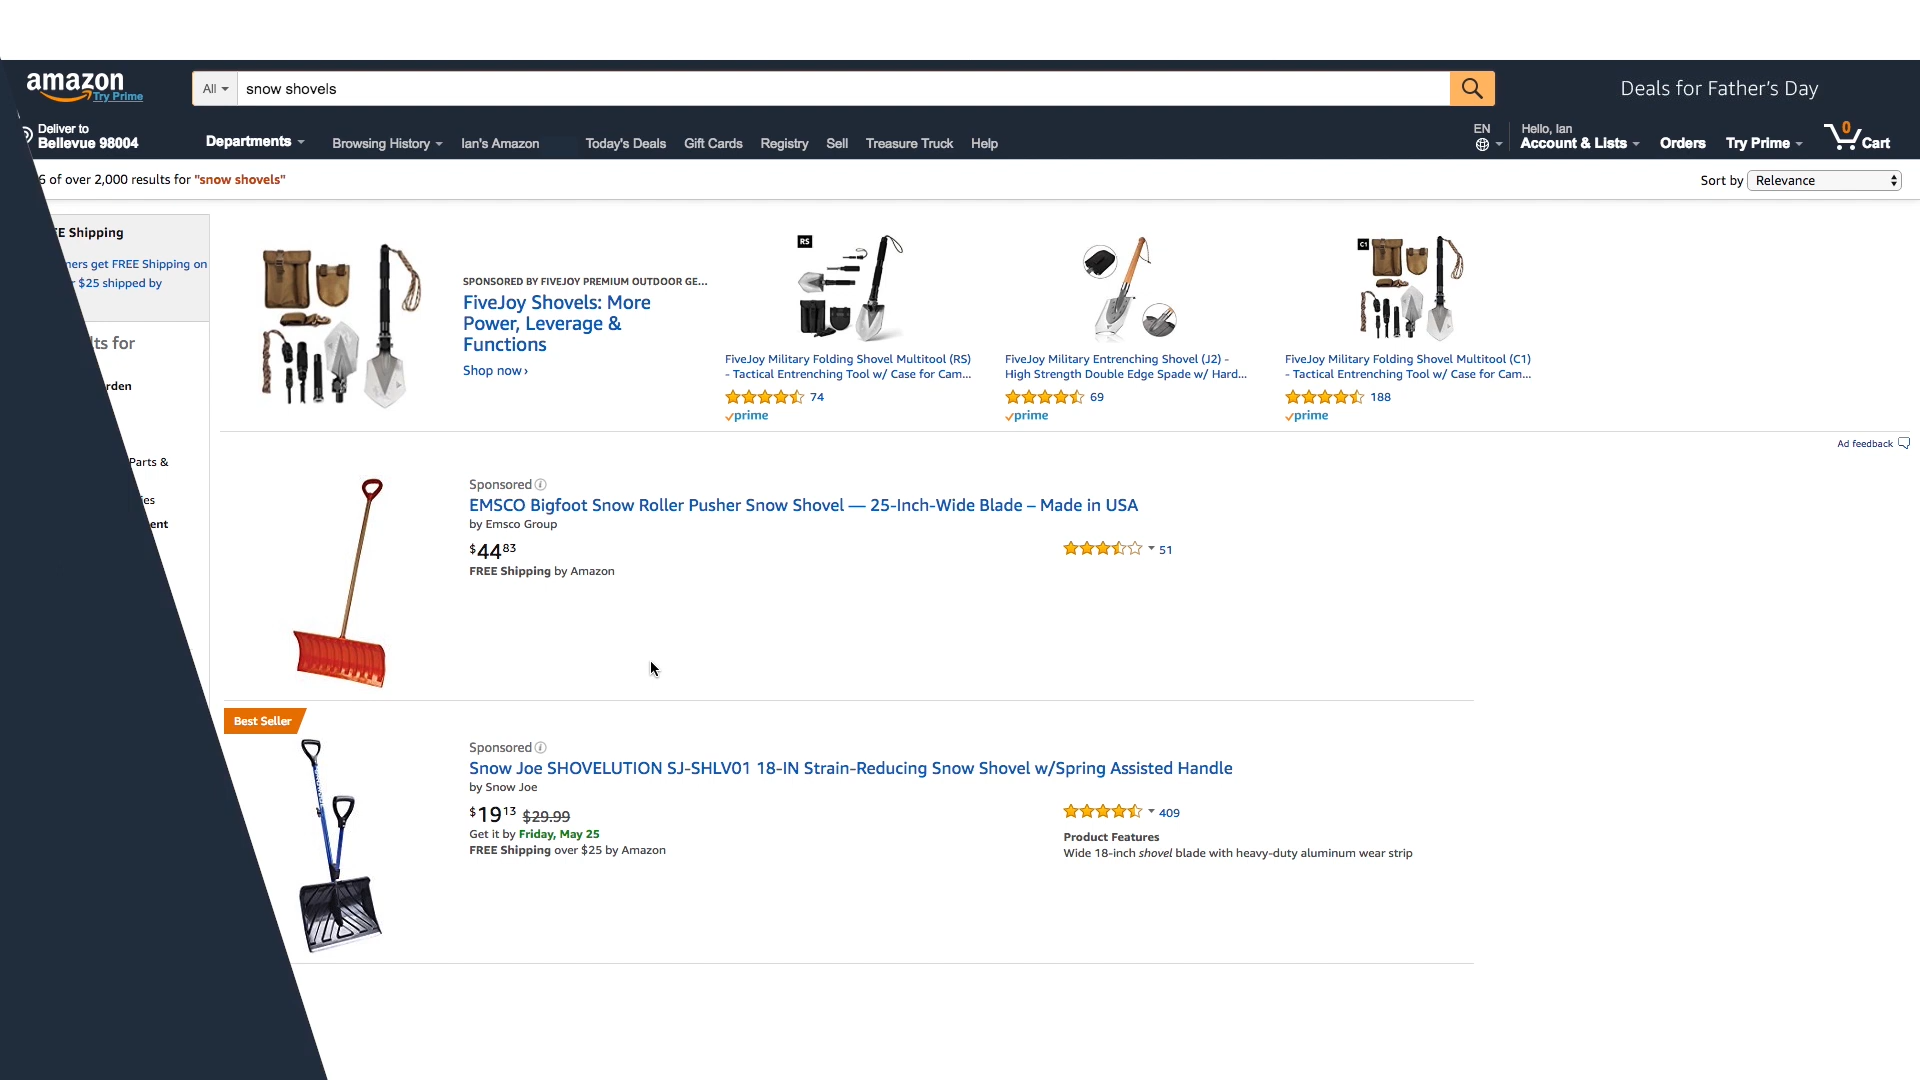 amazon
Try Prime
All
snow shovels
Deals for Father's Day
Deliver to
Bellevue 98004
Departments
Browsing History
Ian's Amazon
Today's Deals
Gift Cards
Registry
Sell
Treasure Truck
Help
EN
Hello, Ian
Account & Lists
Orders
Try Prime
0
Cart
6 of over 2,000 results for "snow shovels"
Sort by
Relevance
Shipping
get FREE Shipping on
$25 shipped by
for
SPONSORED BY FIVEJOY PREMIUM OUTDOOR GE...
FiveJoy Shovels: More
Power, Leverage &
Functions
Shop now ›
RS
FiveJoy Military Folding Shovel Multitool (RS)
- Tactical Entrenching Tool w/ Case for Cam...
74
prime
FiveJoy Military Entrenching Shovel (J2) -
High Strength Double Edge Spade w/ Hard...
69
prime
C1
FiveJoy Military Folding Shovel Multitool (C1)
- Tactical Entrenching Tool w/ Case for Cam...
188
prime
Ad feedback
Parts &
Sponsored
EMSCO Bigfoot Snow Roller Pusher Snow Shovel — 25-Inch-Wide Blade – Made in USA
by Emsco Group
$44 83
FREE Shipping by Amazon
51
Best Seller
Sponsored
Snow Joe SHOVELUTION SJ-SHLV01 18-IN Strain-Reducing Snow Shovel w/Spring Assisted Handle
by Snow Joe
$19 13 $29.99
Get it by Friday, May 25
FREE Shipping over $25 by Amazon
409
Product Features
Wide 18-inch shovel blade with heavy-duty aluminum wear strip